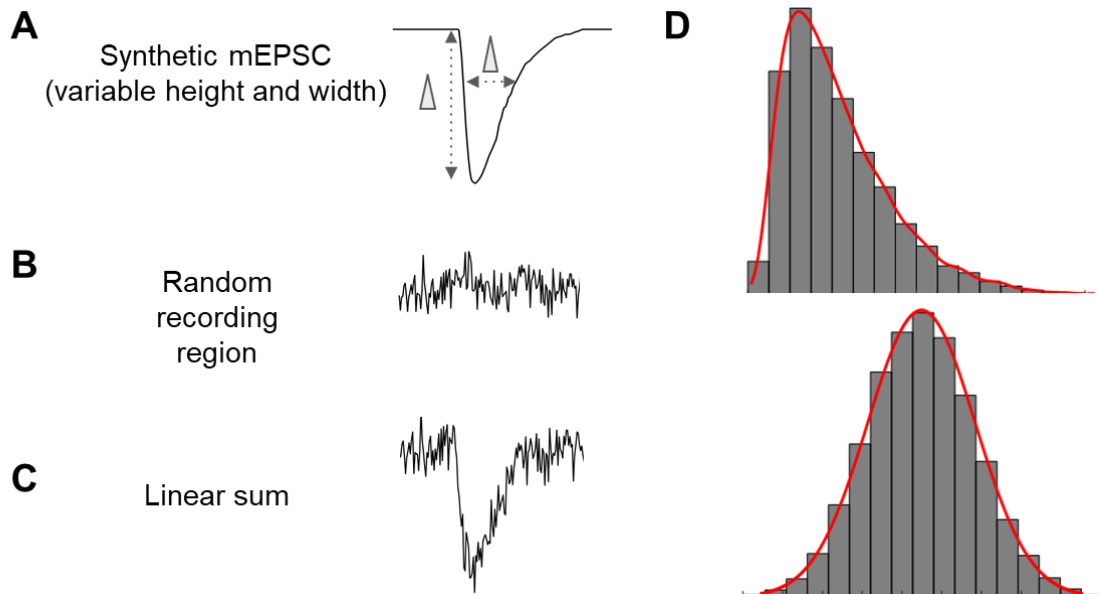 A
Synthetic mEPSC
(variable height and width)
B
Random
recording
region
C
Linear sum
D